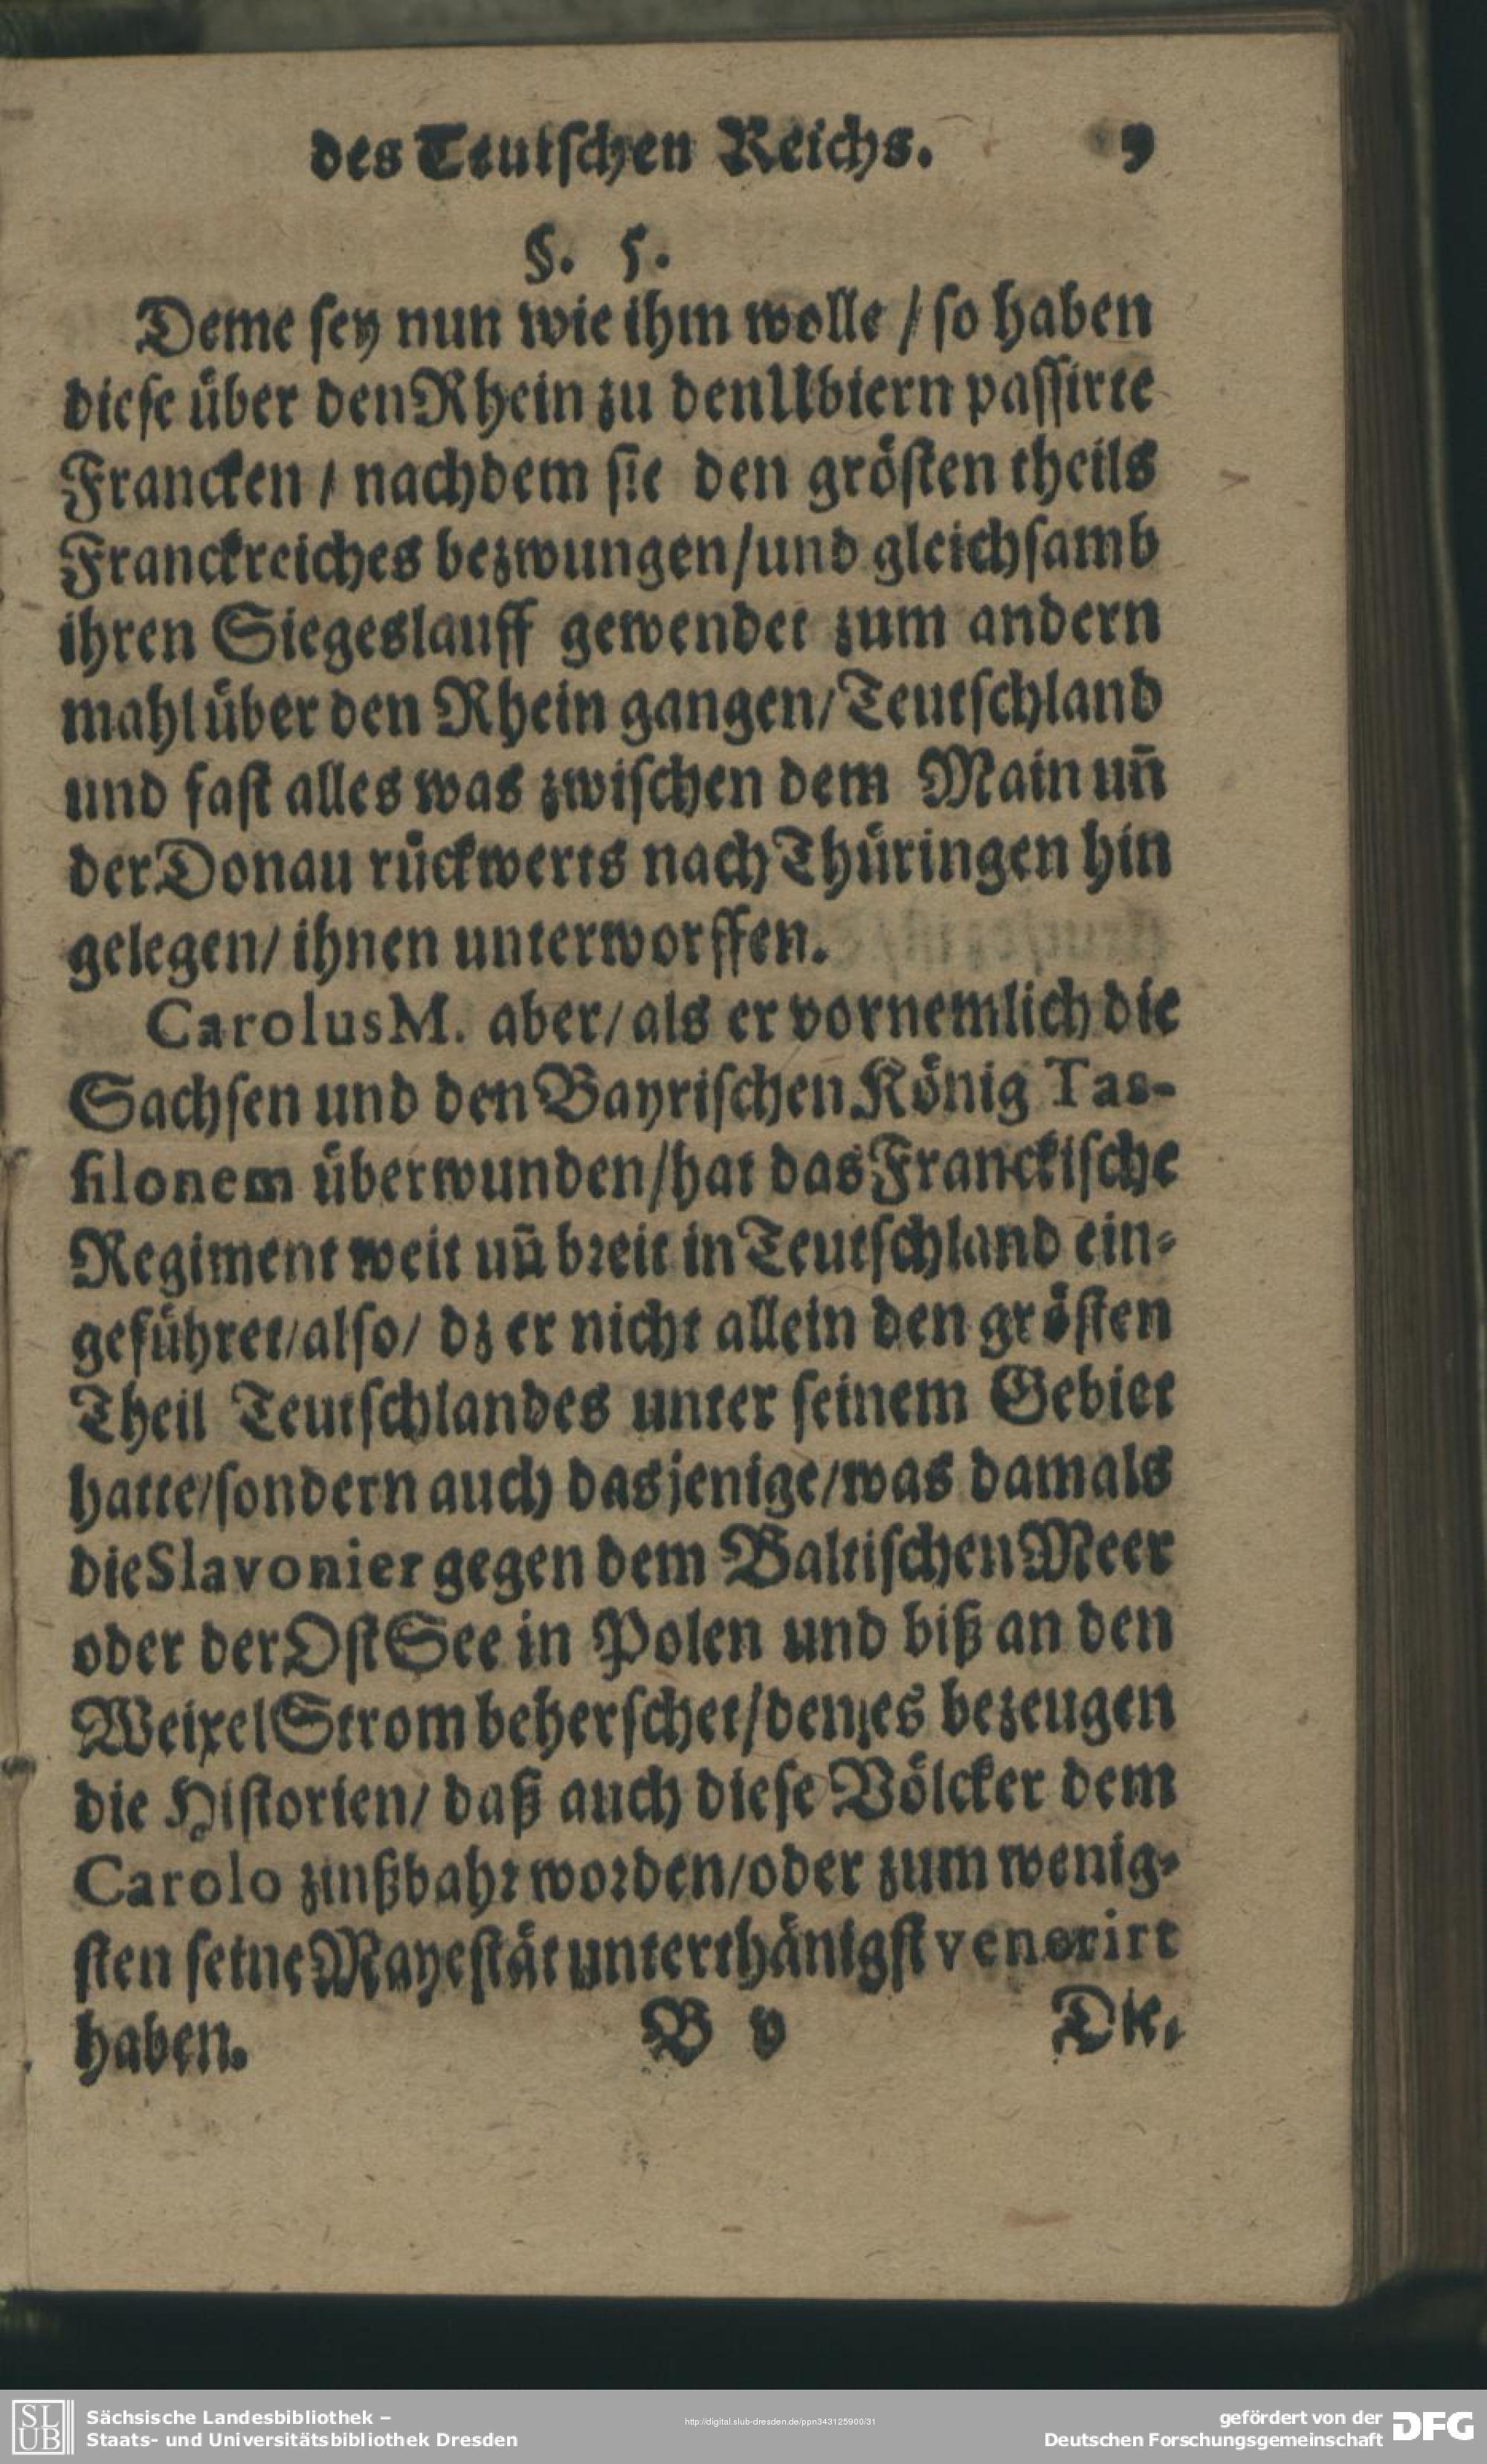 des Teutschen Reichs. 9
§. 5.
Deme sey nun wie ihm wolle / so haben
diese über den Rhein zu den Ubiern passirte
Francken / nachdem sie den grösten theils
Franckreiches bezwungen/und gleichsamb
ihren Siegeslauff gewendet zum andern
mahl über den Rhein gangen/Teutschland
und fast alles was zwischen dem Main uñ
der Donau rückwerts nach Thüringen hin
gelegen/ ihnen unterworffen.
Carolus M. aber/als er vornemlich die
Sachsen und den Bayrischen König Tas-
silonem überwunden/hat das Franckische
Regiment weit uñ breit in Teutschland ein-
geführet/also/ dz er nicht allein den grösten
Theil Teutschlandes unter seinem Gebiet
hatte/sondern auch dasjenige/was damals
die Slavonier gegen dem Baltischen Meer
oder der Ost See in Polen und biß an den
Weixel Strom beherschet/denn es bezeugen
die Historien/ daß auch diese Völcker dem
Carolo zinßbahr worden/oder zum wenig-
sten seine Mayestät unterthänigst venerirt
haben. B v
Sächsische Landesbibliothek –
Staats- und Universitätsbibliothek Dresden
http://digital.slub-dresden.de/ppn343125900/31
gefördert von der
Deutschen Forschungsgemeinschaft DFG
SLUB